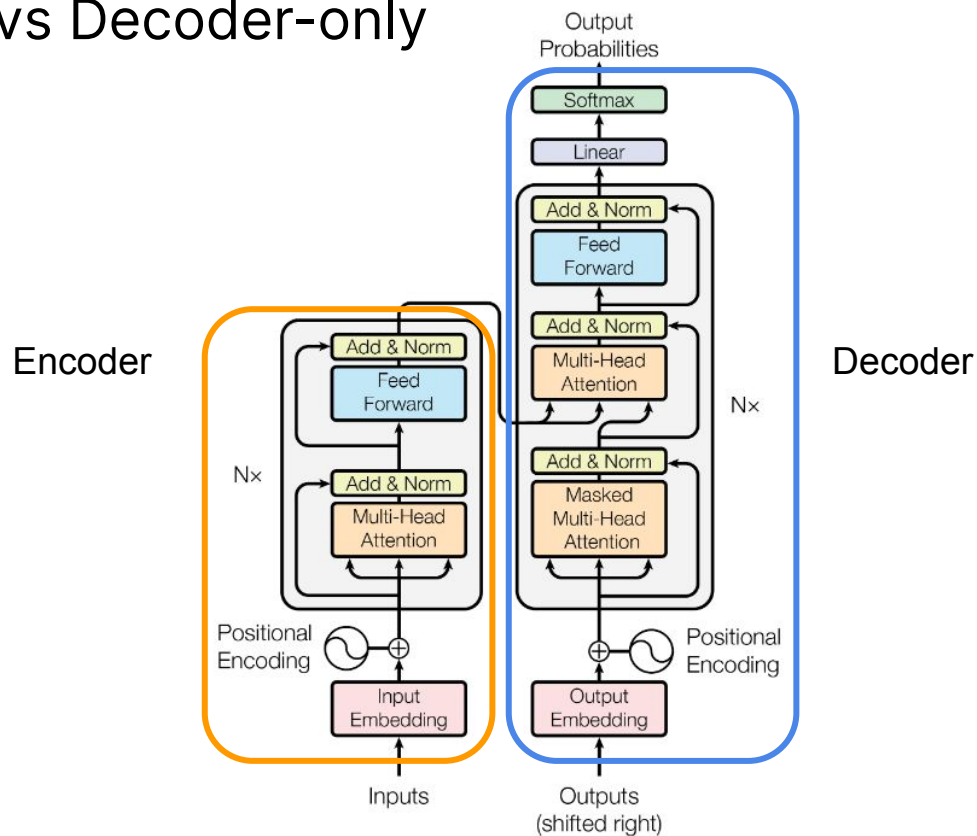 vs Decoder-only
Output
Probabilities
Softmax
Linear
Add & Norm
Feed
Forward
Add & Norm
Multi-Head
Attention
Add & Norm
Masked
Multi-Head
Attention
Nx
Positional
Encoding
Output
Embedding
Outputs
(shifted right)
Decoder
Encoder
Add & Norm
Feed
Forward
Add & Norm
Multi-Head
Attention
Nx
Positional
Encoding
Input
Embedding
Inputs